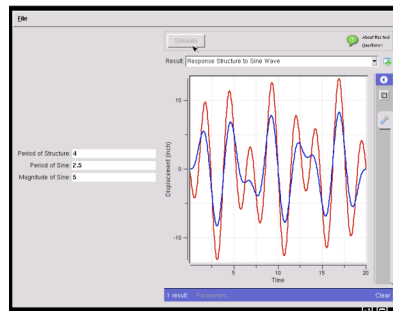 File
Simulate
About this tool
Questions?
Result: Response Structure to Sine Wave
Period of Structure: 4
Period of Sine: 2.5
Magnitude of Sine: 5
Displacement (Inch)
10
0
-10
5 10 15 20
Time
1 result Parameters... Clear